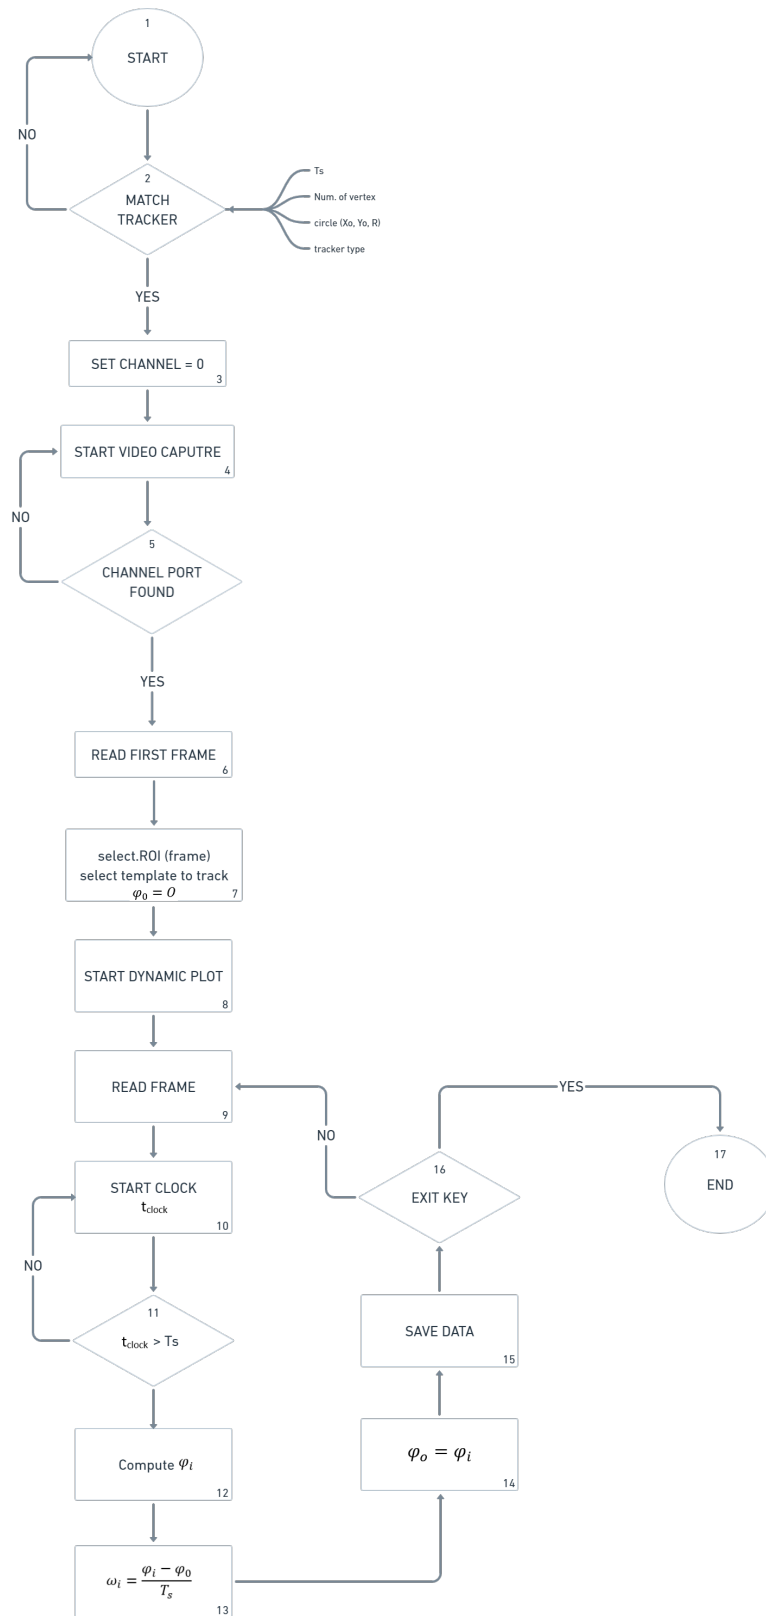 1
START
NO
2
MATCH
TRACKER
Ts
Num. of vertex
circle (Xo, Yo, R)
tracker type
YES
SET CHANNEL = 0
3
START VIDEO CAPUTRE
4
NO
5
CHANNEL PORT
FOUND
YES
READ FIRST FRAME
6
select.ROI (frame)
select template to track
φ₀ = O
7
START DYNAMIC PLOT
8
READ FRAME
9
START CLOCK
t_clock
10
NO
11
t_clock > Ts
Compute φᵢ
12
ωᵢ = (φᵢ − φ₀) / Tₛ
13
φₒ = φᵢ
14
SAVE DATA
15
16
EXIT KEY
NO
YES
17
END